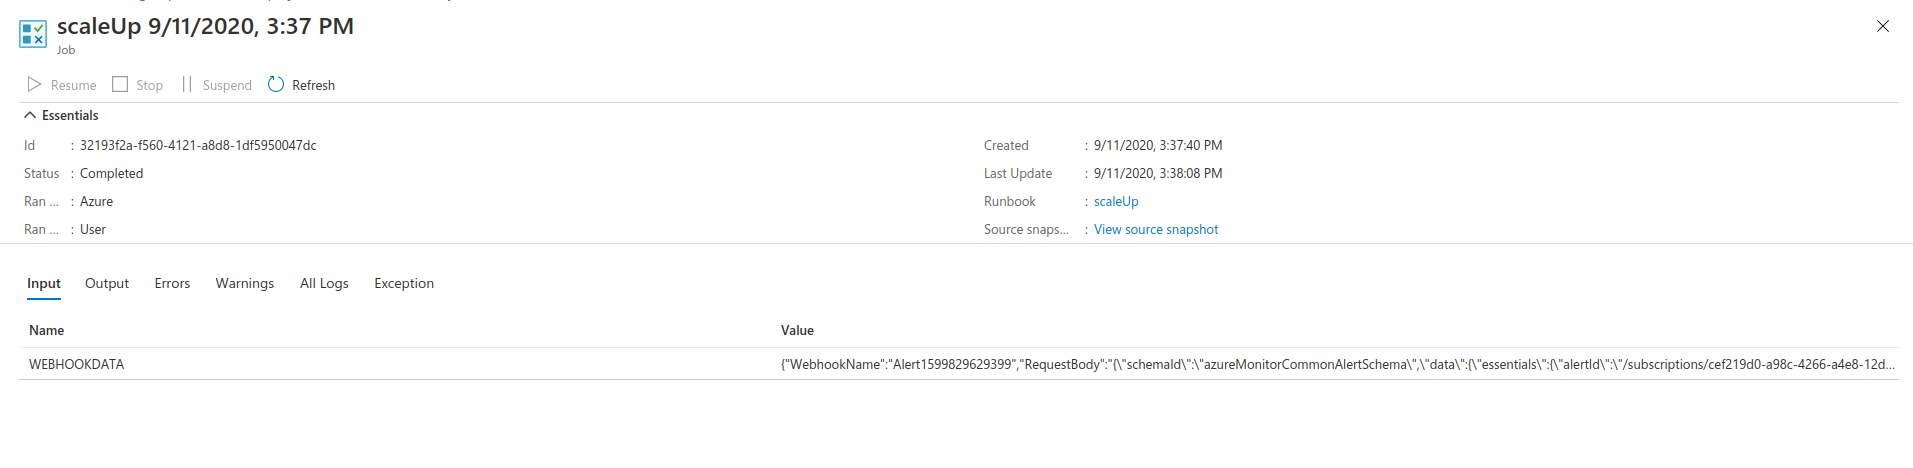 scaleUp 9/11/2020, 3:37 PM
Job
Resume Stop Suspend Refresh
Essentials
Id : 32193f2a-f560-4121-a8d8-1df5950047dc
Created : 9/11/2020, 3:37:40 PM
Status : Completed
Last Update : 9/11/2020, 3:38:08 PM
Ran ... : Azure
Runbook : scaleUp
Ran ... : User
Source snaps... : View source snapshot
Input Output Errors Warnings All Logs Exception
Name Value
WEBHOOKDATA {"WebhookName":"Alert1599829629399","RequestBody":"{\"schemaId\":\"azureMonitorCommonAlertSchema\",\"data\":{\"essentials\":{\"alertId\":\"/subscriptions/cef219d0-a98c-4266-a4e8-12d...